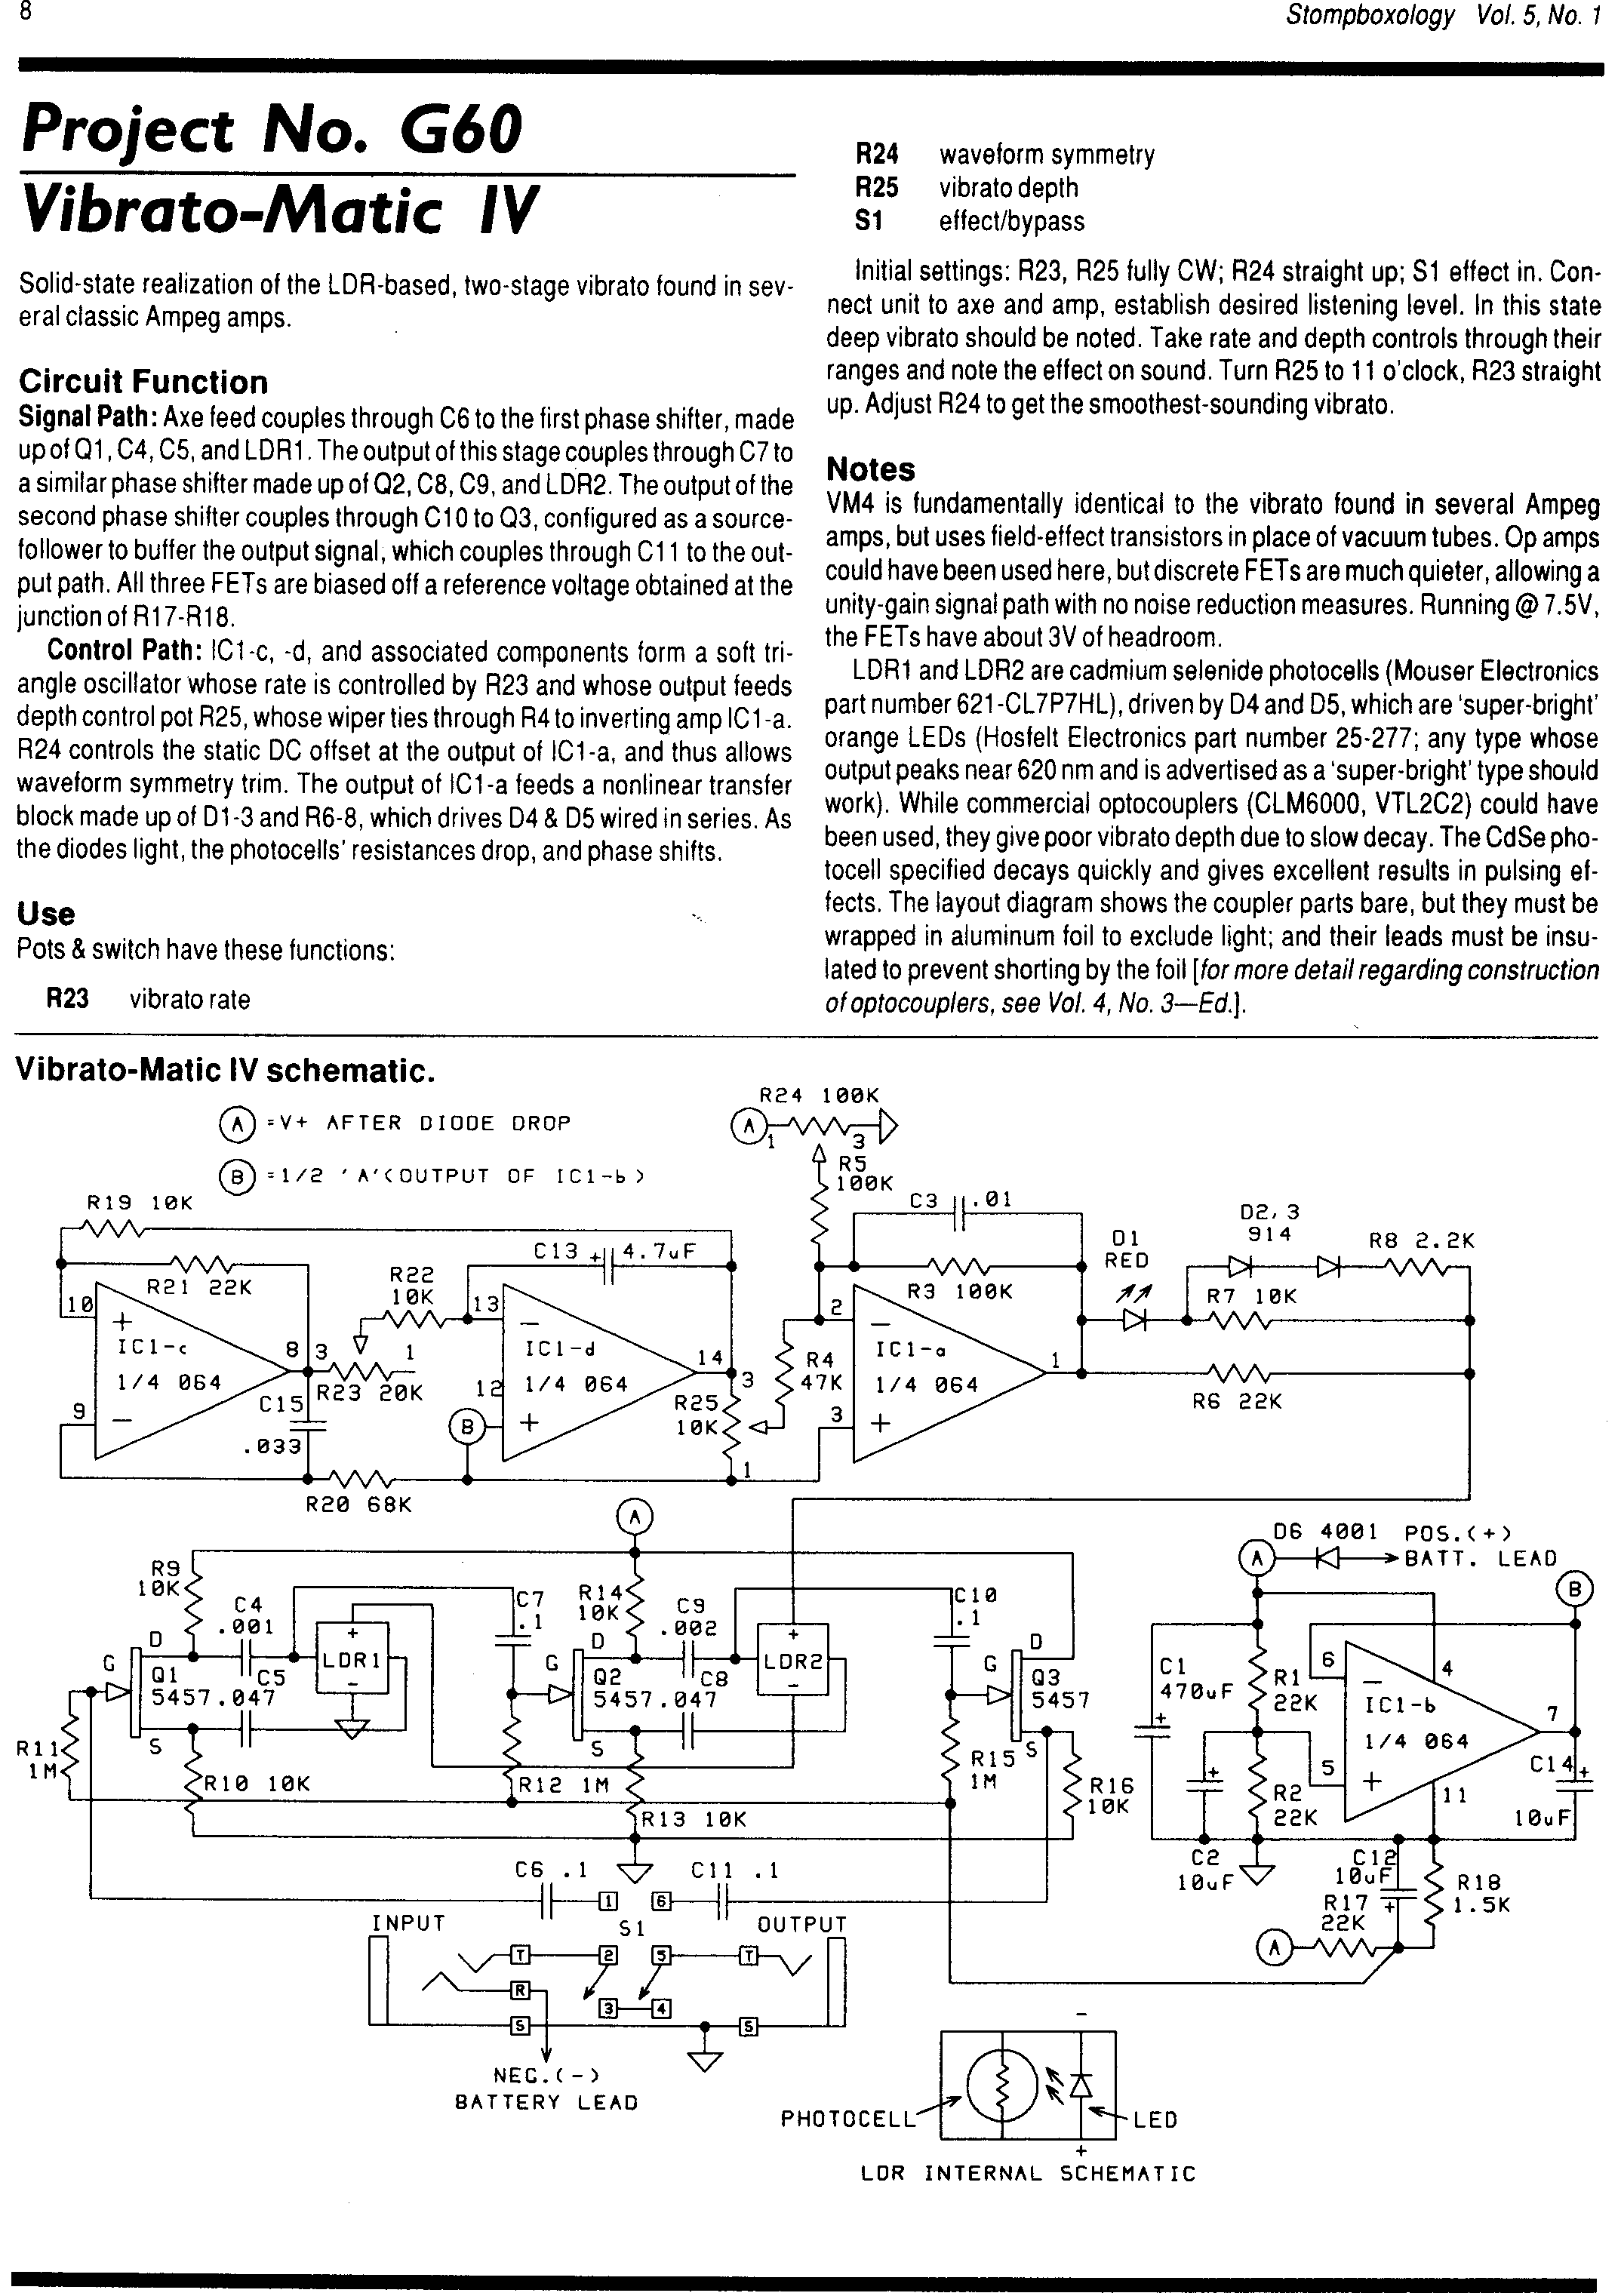 8
Stompboxology Vol. 5, No. 1
Project No. G60
Vibrato-Matic IV
Solid-state realization of the LDR-based, two-stage vibrato found in sev-
eral classic Ampeg amps.
Circuit Function
Signal Path: Axe feed couples through C6 to the first phase shifter, made
up of Q1, C4, C5, and LDR1. The output of this stage couples through C7 to
a similar phase shifter made up of Q2, C8, C9, and LDR2. The output of the
second phase shifter couples through C10 to Q3, configured as a source-
follower to buffer the output signal, which couples through C11 to the out-
put path. All three FETs are biased off a reference voltage obtained at the
junction of R17-R18.
Control Path: IC1-c, -d, and associated components form a soft tri-
angle oscillator whose rate is controlled by R23 and whose output feeds
depth control pot R25, whose wiper ties through R4 to inverting amp IC1-a.
R24 controls the static DC offset at the output of IC1-a, and thus allows
waveform symmetry trim. The output of IC1-a feeds a nonlinear transfer
block made up of D1-3 and R6-8, which drives D4 & D5 wired in series. As
the diodes light, the photocells' resistances drop, and phase shifts.
Use
Pots & switch have these functions:
R23 vibrato rate
R24 waveform symmetry
R25 vibrato depth
S1 effect/bypass
Initial settings: R23, R25 fully CW; R24 straight up; S1 effect in. Con-
nect unit to axe and amp, establish desired listening level. In this state
deep vibrato should be noted. Take rate and depth controls through their
ranges and note the effect on sound. Turn R25 to 11 o'clock, R23 straight
up. Adjust R24 to get the smoothest-sounding vibrato.
Notes
VM4 is fundamentally identical to the vibrato found in several Ampeg
amps, but uses field-effect transistors in place of vacuum tubes. Op amps
could have been used here, but discrete FETs are much quieter, allowing a
unity-gain signal path with no noise reduction measures. Running @ 7.5V,
the FETs have about 3V of headroom.
LDR1 and LDR2 are cadmium selenide photocells (Mouser Electronics
part number 621-CL7P7HL), driven by D4 and D5, which are 'super-bright'
orange LEDs (Hosfelt Electronics part number 25-277; any type whose
output peaks near 620 nm and is advertised as a 'super-bright' type should
work). While commercial optocouplers (CLM6000, VTL2C2) could have
been used, they give poor vibrato depth due to slow decay. The CdSe pho-
tocell specified decays quickly and gives excellent results in pulsing ef-
fects. The layout diagram shows the coupler parts bare, but they must be
wrapped in aluminum foil to exclude light; and their leads must be insu-
lated to prevent shorting by the foil [for more detail regarding construction
of optocouplers, see Vol. 4, No. 3—Ed.].
Vibrato-Matic IV schematic.
A =V+ AFTER DIODE DROP
B =1/2 'A'(OUTPUT OF IC1-b)
R24 100K
A 1 3
R5
100K
R19 10K
R21 22K
10
+
IC1-c
1/4 064
9
−
8
3
1
R22
10K
R23 20K
C15
.033
R20 68K
C13 + 4.7uF
13
−
IC1-d
1/4 064
12
+
B
14
3
R25
10K
1
C3 .01
R3 100K
R4
47K
2
−
IC1-a
1/4 064
3
+
1
D1
RED
D2,3
914
R8 2.2K
R7 10K
R6 22K
A
R9
10K
C4
.001
D
G
Q1
5457
S
C5
.047
+
LDR1
−
R11
1M
R10 10K
C7
.1
R14
10K
C9
.002
D
G
Q2
5457
S
C8
.047
+
LDR2
−
R12 1M
R13 10K
C10
.1
D
G
Q3
5457
S
R15
1M
R16
10K
D6 4001
POS.(+)
BATT. LEAD
A
B
C1
470uF
+
R1
22K
6
−
4
IC1-b
1/4 064
7
5
+
11
+
R2
22K
C14
+
10uF
C2
10uF
C12
10uF
+
R17
22K
A
R18
1.5K
C6 .1
C11 .1
1
6
S1
INPUT
OUTPUT
T
2
5
T
R
3
4
S
S
NEG.(-)
BATTERY LEAD
−
PHOTOCELL
LED
+
LDR INTERNAL SCHEMATIC